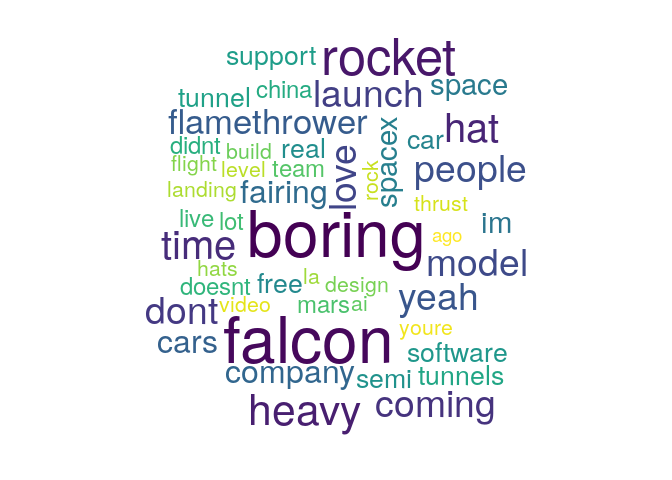 support rocket
tunnel china launch space
flamethrower hat
didnt build real love spacex car
flight level team rock people
landing fairing thrust
live lot boring im
time ago
hats la model
doesnt free design
dont video mars ai yeah
cars falcon youre
software
company semi tunnels
heavy coming